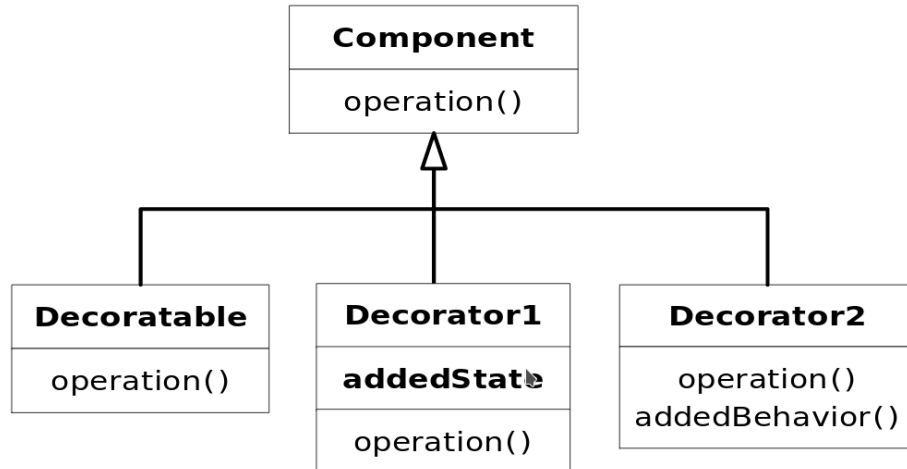 Component
operation()
Decoratable
operation()
Decorator1
addedState
operation()
Decorator2
operation()
addedBehavior()